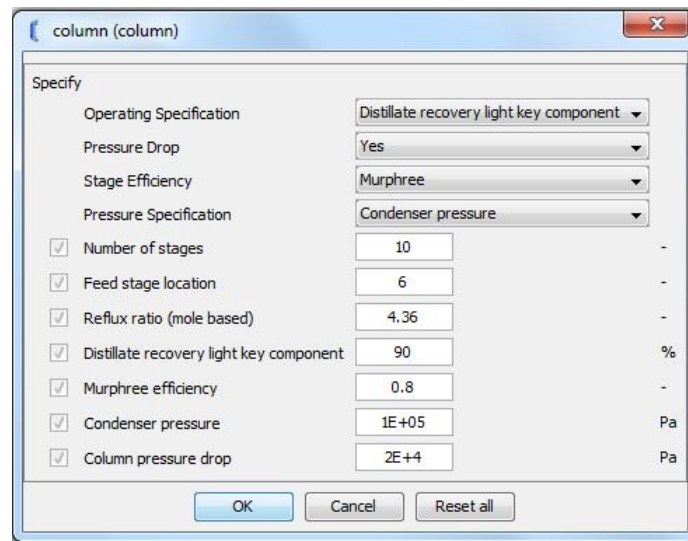 column (column)
Specify
Operating Specification Distillate recovery light key component
Pressure Drop Yes
Stage Efficiency Murphree
Pressure Specification Condenser pressure
Number of stages 10 -
Feed stage location 6 -
Reflux ratio (mole based) 4.36 -
Distillate recovery light key component 90 %
Murphree efficiency 0.8 -
Condenser pressure 1E+05 Pa
Column pressure drop 2E+4 Pa
OK Cancel Reset all